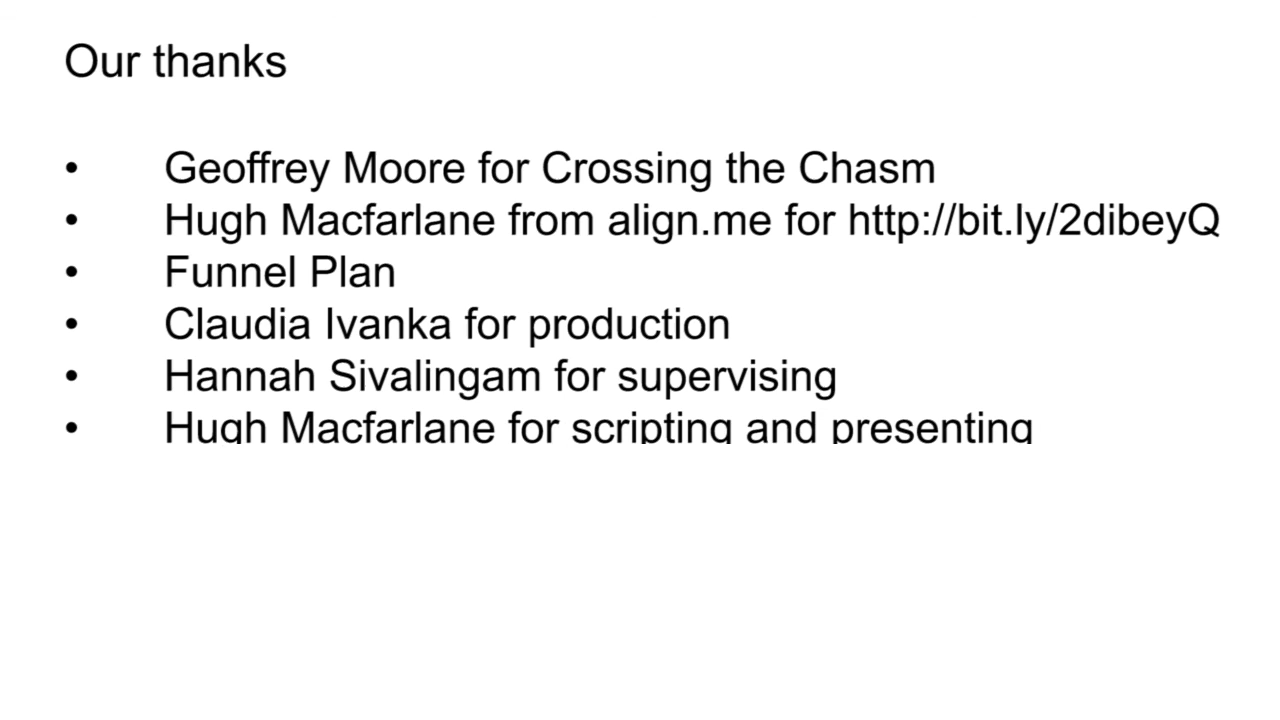 Our thanks
• Geoffrey Moore for Crossing the Chasm
• Hugh Macfarlane from align.me for http://bit.ly/2dibeyQ
• Funnel Plan
• Claudia Ivanka for production
• Hannah Sivalingam for supervising
• Hugh Macfarlane for scripting and presenting